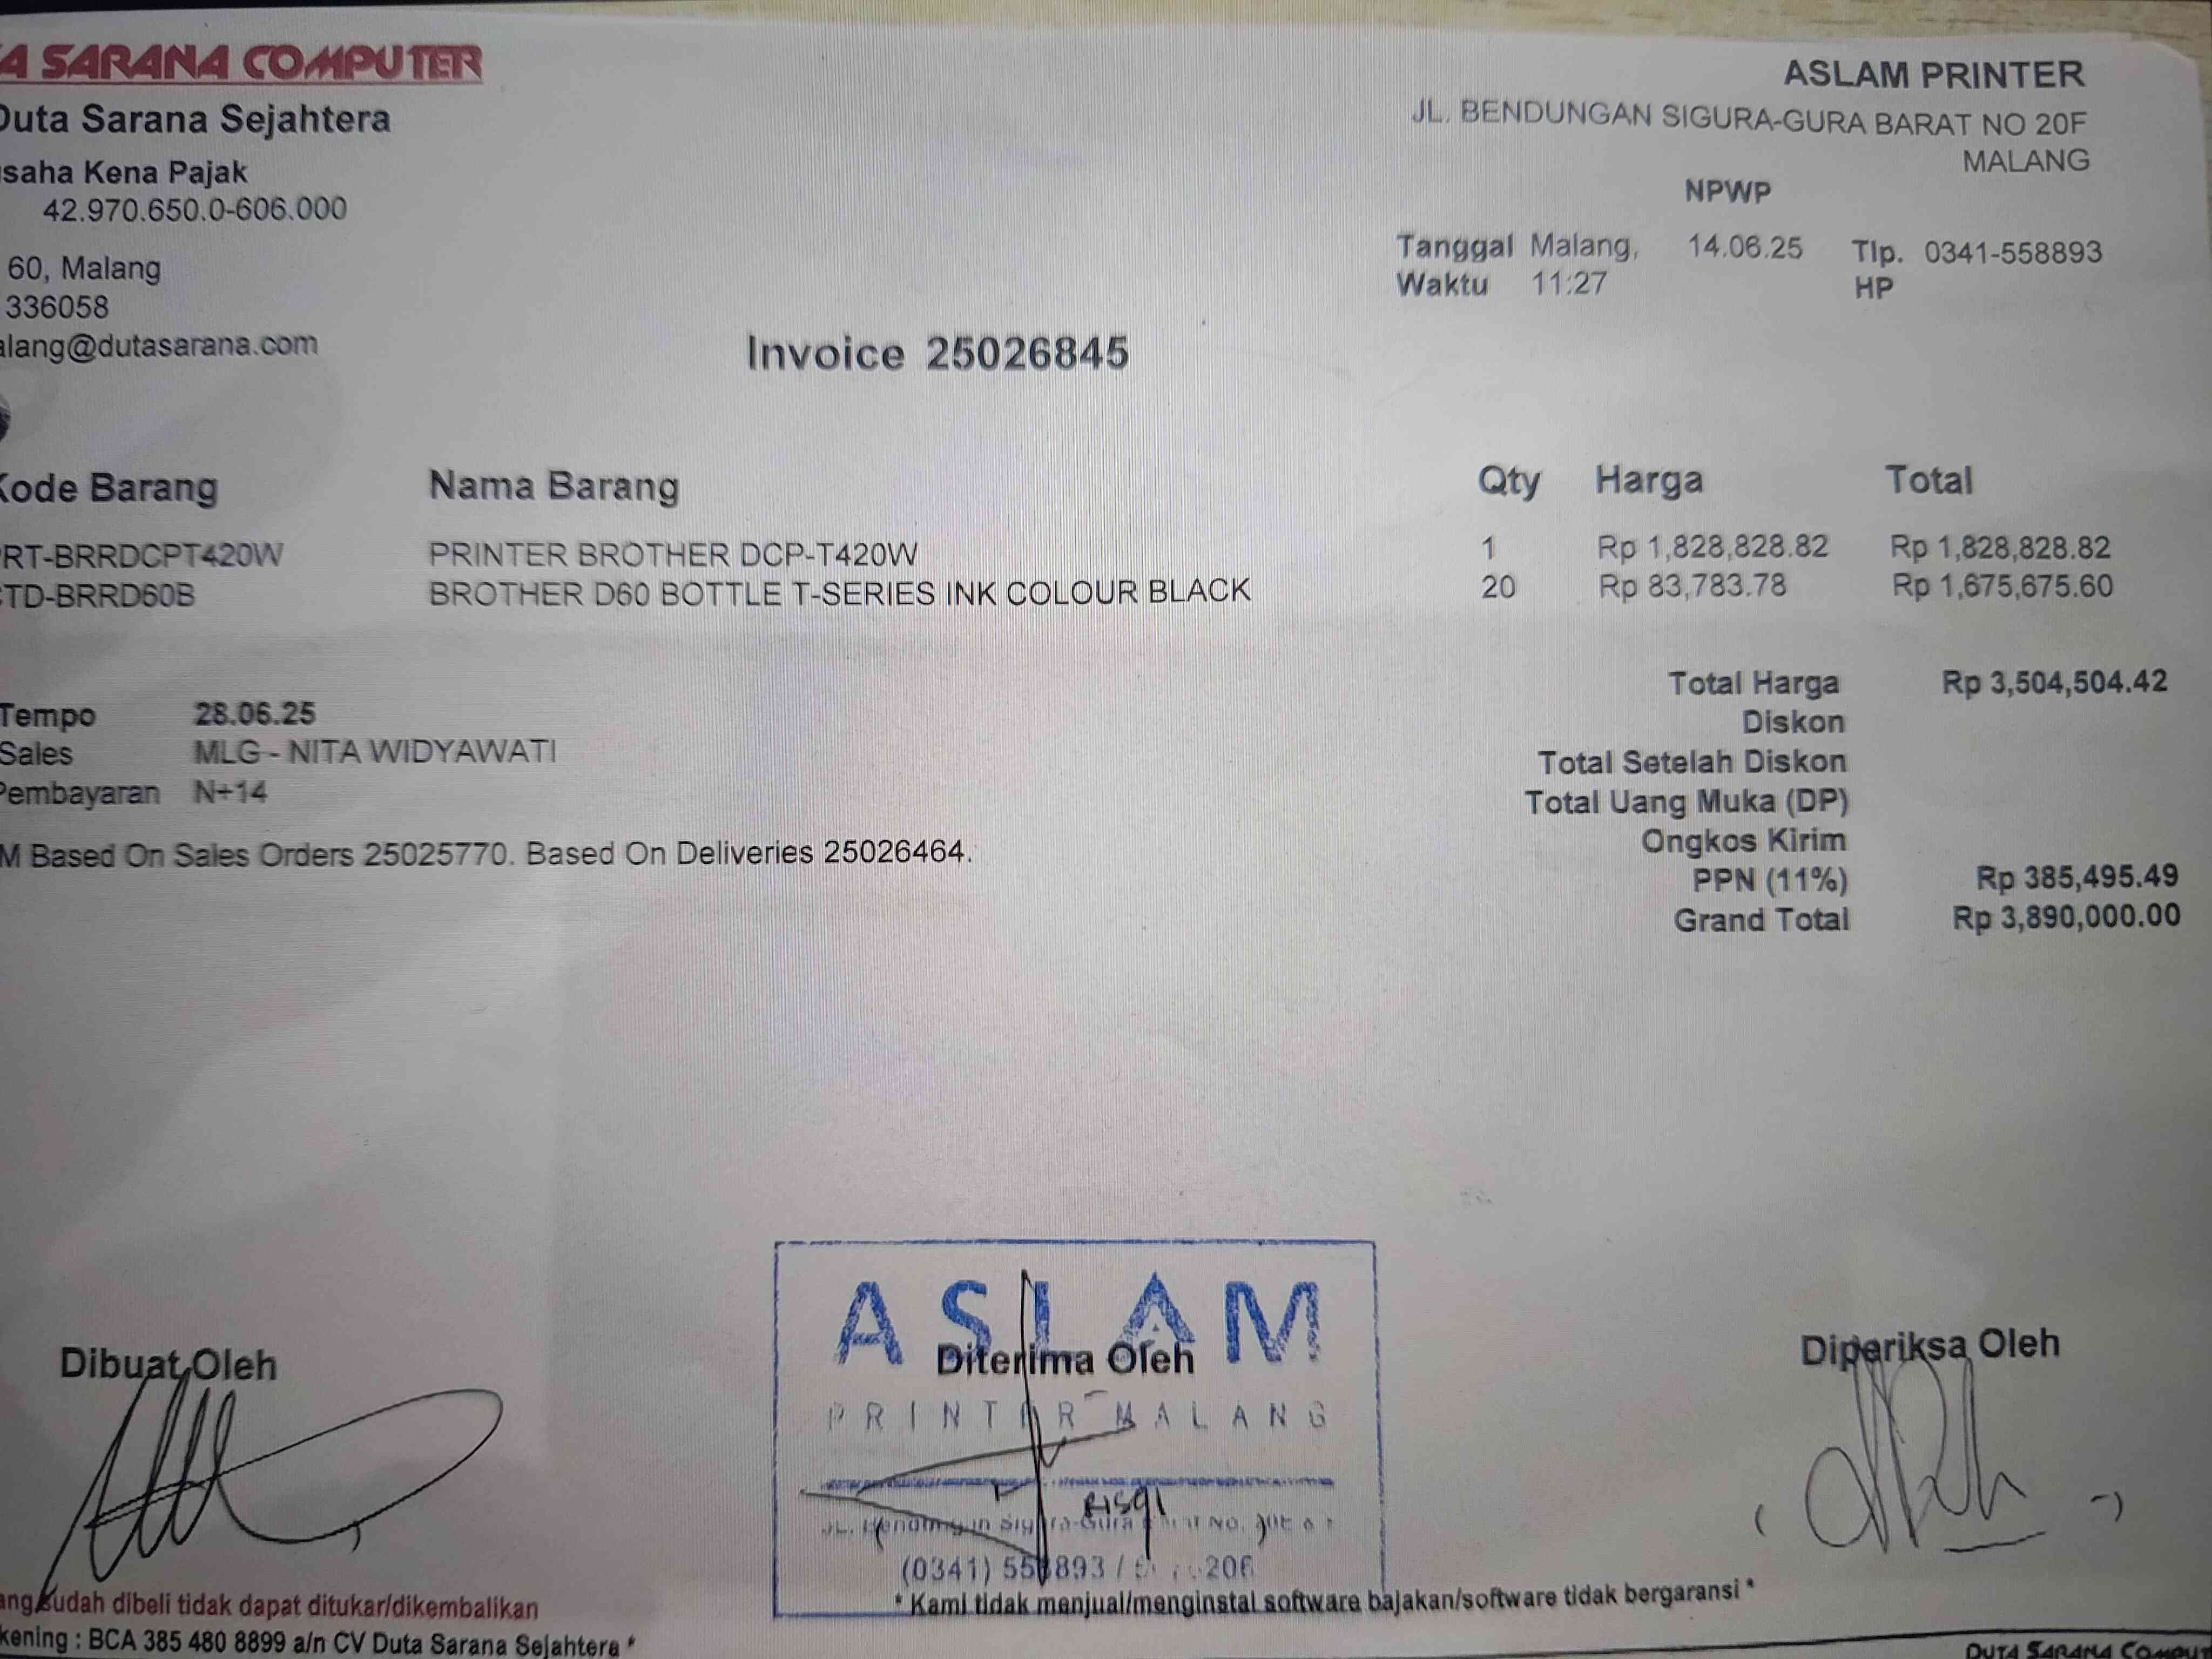 A SARANA COMPUTER
Duta Sarana Sejahtera
saha Kena Pajak
42.970.650.0-606.000
60, Malang
336058
alang@dutasarana.com
ASLAM PRINTER
JL. BENDUNGAN SIGURA-GURA BARAT NO 20F
MALANG
NPWP
Tanggal Malang, 14.06.25 Tlp. 0341-558893
Waktu 11:27 HP
Invoice 25026845
Kode Barang Nama Barang Qty Harga Total
PRT-BRRDCPT420W PRINTER BROTHER DCP-T420W 1 Rp 1,828,828.82 Rp 1,828,828.82
TD-BRRD60B BROTHER D60 BOTTLE T-SERIES INK COLOUR BLACK 20 Rp 83,783.78 Rp 1,675,675.60
Tempo 28.06.25
Sales MLG - NITA WIDYAWATI
Pembayaran N+14
M Based On Sales Orders 25025770. Based On Deliveries 25026464.
Total Harga Rp 3,504,504.42
Diskon
Total Setelah Diskon
Total Uang Muka (DP)
Ongkos Kirim
PPN (11%) Rp 385,495.49
Grand Total Rp 3,890,000.00
Dibuat Oleh
ASLAM
Diterima Oleh
PRINTER MALANG
(0341) 558893 /
Diperiksa Oleh
ang sudah dibeli tidak dapat ditukar/dikembalikan
* Kami tidak menjual/menginstal software bajakan/software tidak bergaransi *
kening : BCA 385 480 8899 a/n CV Duta Sarana Sejahtera *
DUTA SARANA COMPUT